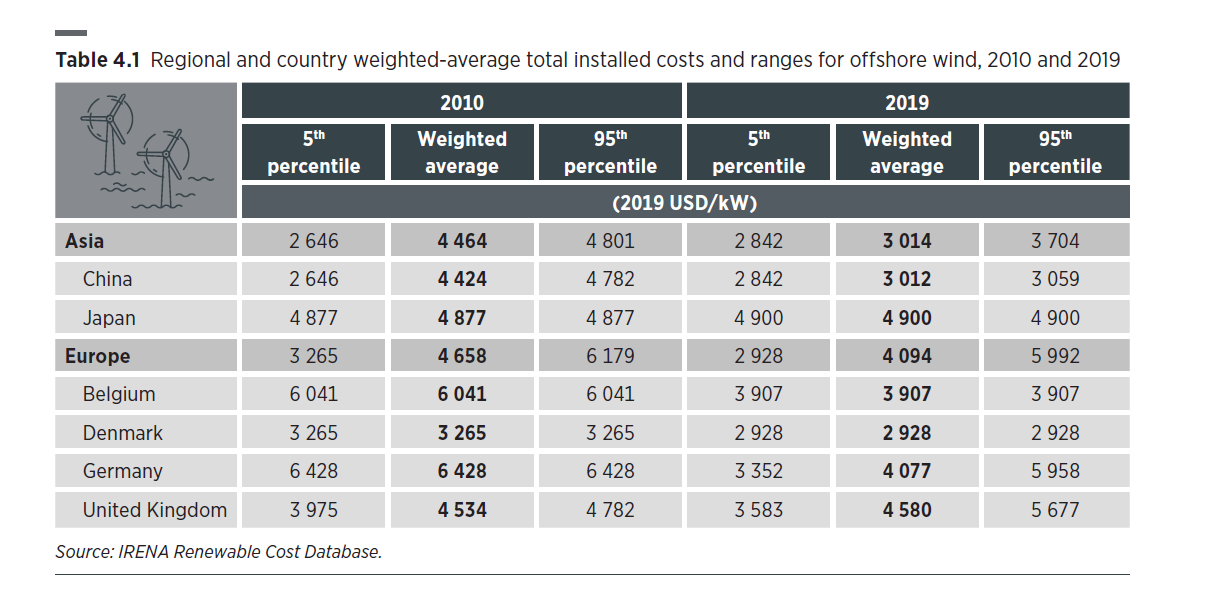 Table 4.1 Regional and country weighted-average total installed costs and ranges for offshore wind, 2010 and 2019
2010 2019
5th percentile Weighted average 95th percentile 5th percentile Weighted average 95th percentile
(2019 USD/kW)
Asia 2 646 4 464 4 801 2 842 3 014 3 704
China 2 646 4 424 4 782 2 842 3 012 3 059
Japan 4 877 4 877 4 877 4 900 4 900 4 900
Europe 3 265 4 658 6 179 2 928 4 094 5 992
Belgium 6 041 6 041 6 041 3 907 3 907 3 907
Denmark 3 265 3 265 3 265 2 928 2 928 2 928
Germany 6 428 6 428 6 428 3 352 4 077 5 958
United Kingdom 3 975 4 534 4 782 3 583 4 580 5 677
Source: IRENA Renewable Cost Database.